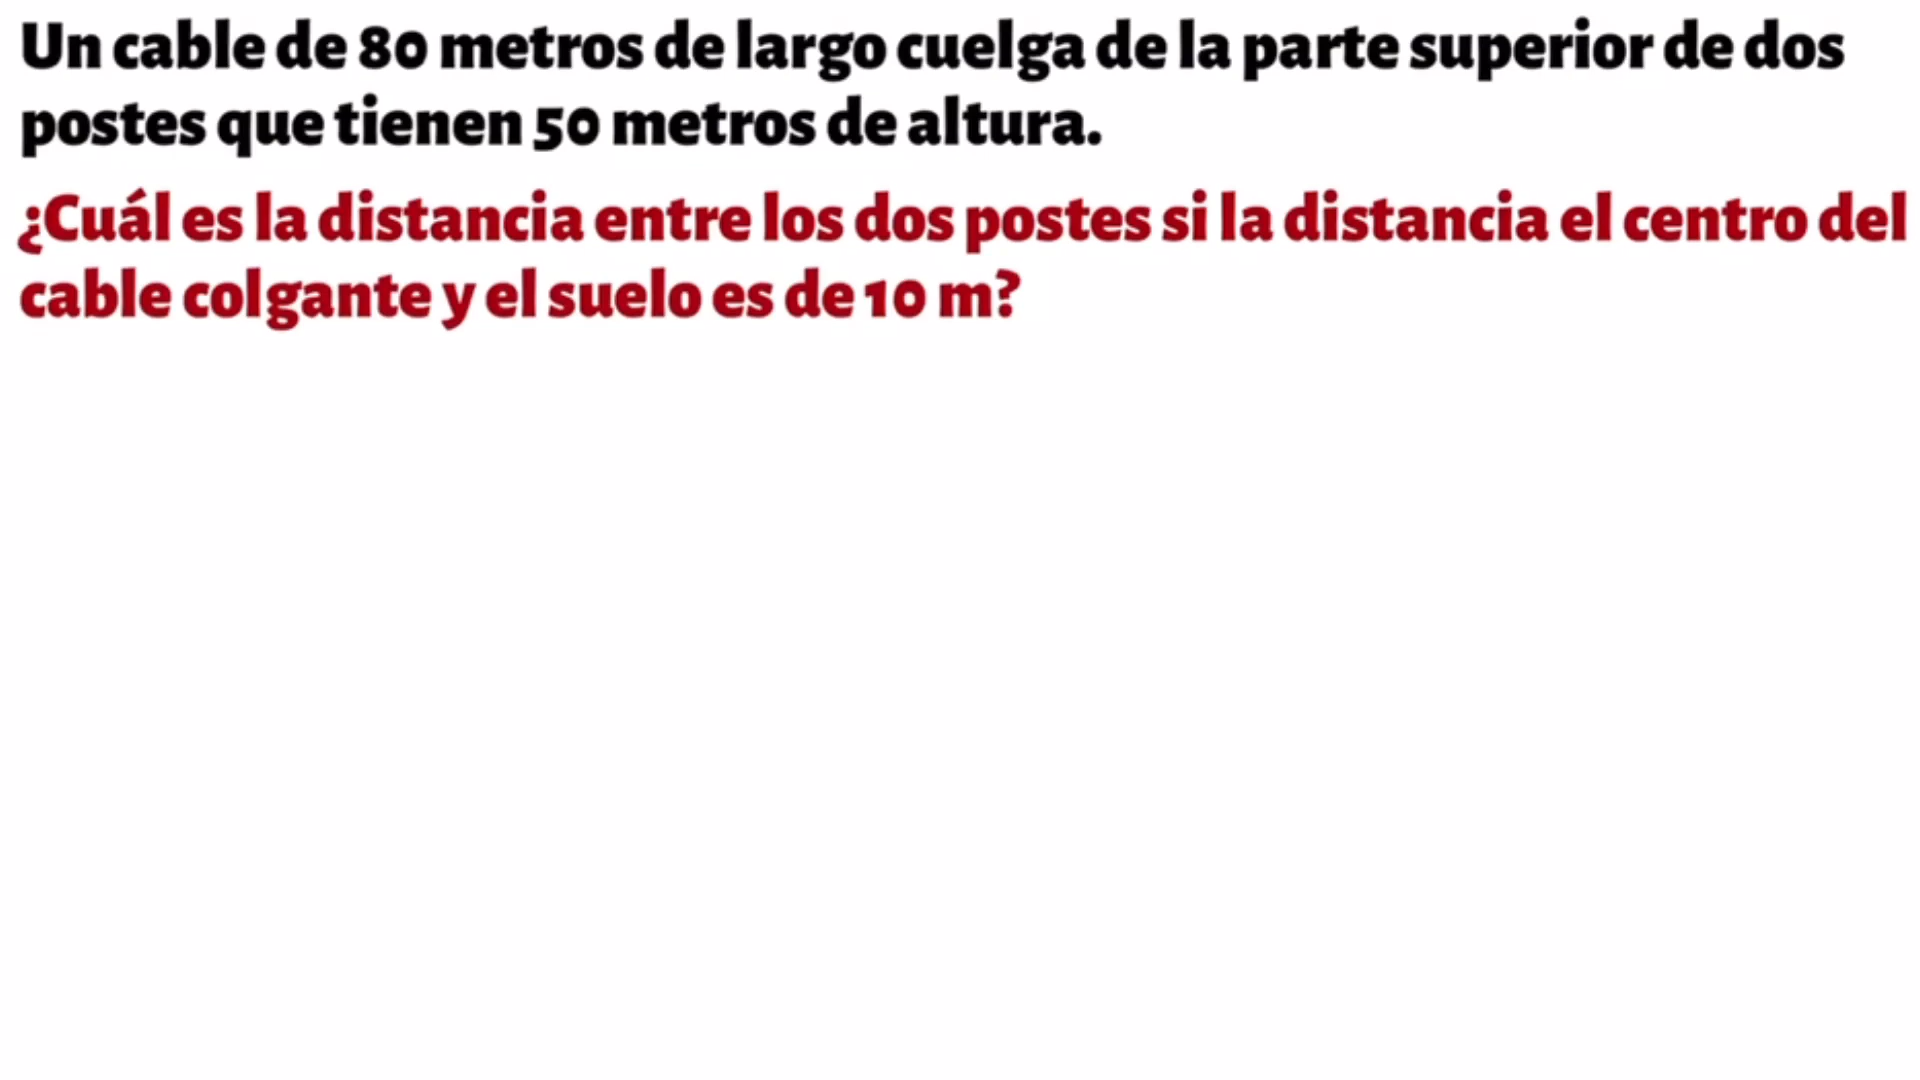 Un cable de 80 metros de largo cuelga de la parte superior de dos
postes que tienen 50 metros de altura.
¿Cuál es la distancia entre los dos postes si la distancia el centro del
cable colgante y el suelo es de 10 m?